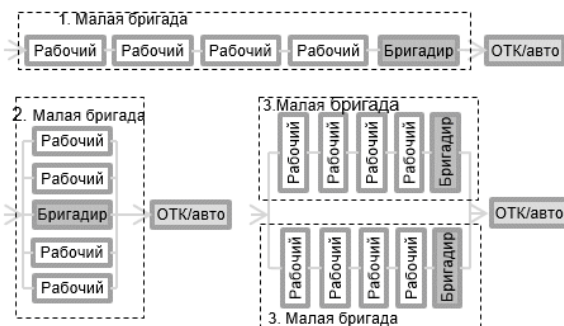 1. Малая бригада
Рабочий Рабочий Рабочий Рабочий Бригадир ОТК/авто
2. Малая бригада
Рабочий
Рабочий
Бригадир ОТК/авто
Рабочий
Рабочий
3.Малая бригада
Рабочий Рабочий Рабочий Рабочий Бригадир
ОТК/авто
Рабочий Рабочий Рабочий Рабочий Бригадир
3. Малая бригада